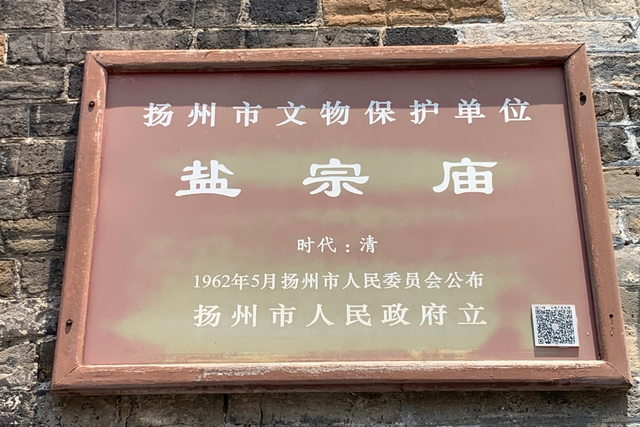 扬州市文物保护单位
盐宗庙
时代：清
1962年5月扬州市人民委员会公布
扬州市人民政府立